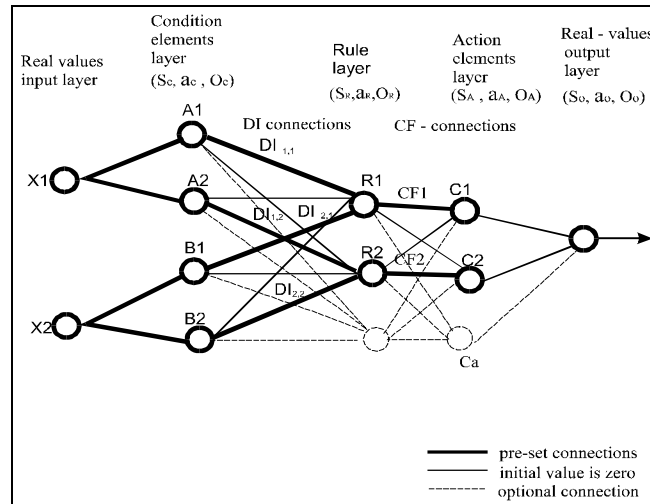 Real values
input layer
Condition
elements
layer
(Sc, ac , Oc)
Rule
layer
(SR,aR,OR)
Action
elements
layer
(SA , aA, OA)
Real - values
output
layer
(So, ao, Oo)
DI connections
CF - connections
A1
DI 1,1
X1
A2
R1
CF1
C1
DI1,2
DI 2,1
B1
R2
CF2
C2
DI2,2
X2
B2
Ca
pre-set connections
initial value is zero
optional connection